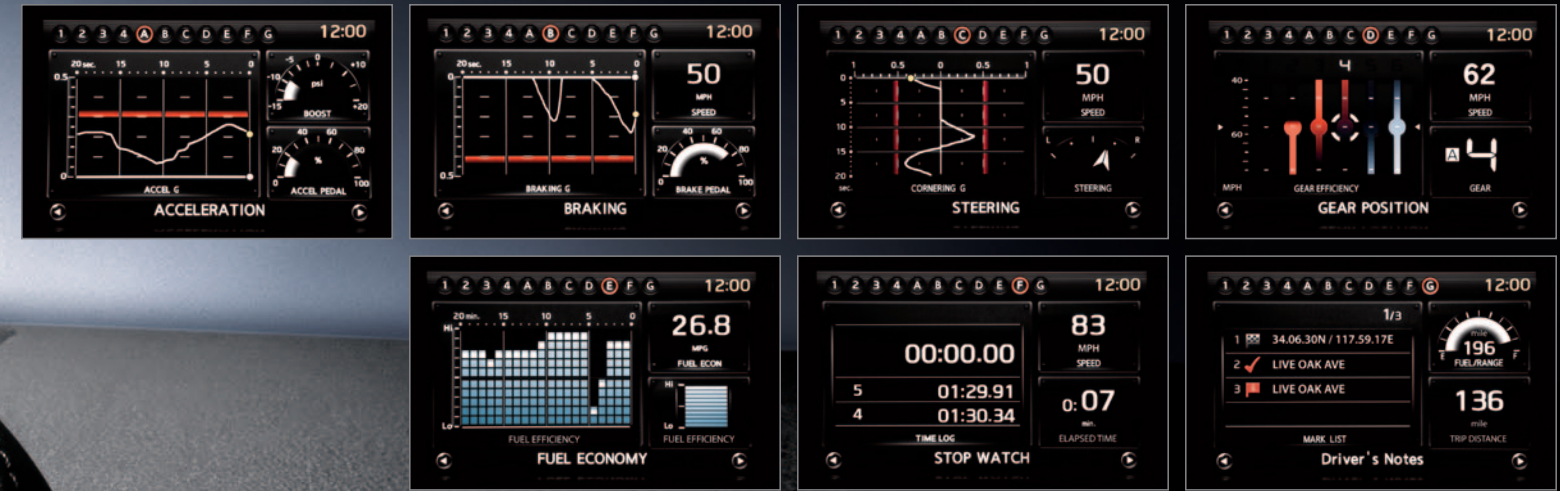 1 2 3 4 A B C D E F G 12:00
20 sec. 15 10 5 0
0.5
0
ACCEL G
-15 -5 0 +10 +20
psi
BOOST
0 20 40 60 80 100
%
ACCEL PEDAL
ACCELERATION
1 2 3 4 A B C D E F G 12:00
20 sec. 15 10 5 0
0
0.5
BRAKING G
50
MPH
SPEED
0 20 40 60 80 100
%
BRAKE PEDAL
BRAKING
1 2 3 4 A B C D E F G 12:00
1 0.5 0 0.5 1
0
5
10
15
20
sec.
CORNERING G
50
MPH
SPEED
L I R
STEERING
STEERING
1 2 3 4 A B C D E F G 12:00
4
40
60
MPH
GEAR EFFICIENCY
62
MPH
SPEED
A 4
GEAR
GEAR POSITION
1 2 3 4 A B C D E F G 12:00
20 min. 15 10 5 0
Hi
Lo
FUEL EFFICIENCY
26.8
MPG
FUEL ECON
Hi
Lo
FUEL EFFICIENCY
FUEL ECONOMY
1 2 3 4 A B C D E F G 12:00
00:00.00
5 01:29.91
4 01:30.34
TIME LOG
83
MPH
SPEED
0:07
min.
ELAPSED TIME
STOP WATCH
1 2 3 4 A B C D E F G 12:00
1/3
1 34.06.30N / 117.59.17E
2 LIVE OAK AVE
3 LIVE OAK AVE
MARK LIST
mile
196
E F
FUEL/RANGE
136
mile
TRIP DISTANCE
Driver's Notes